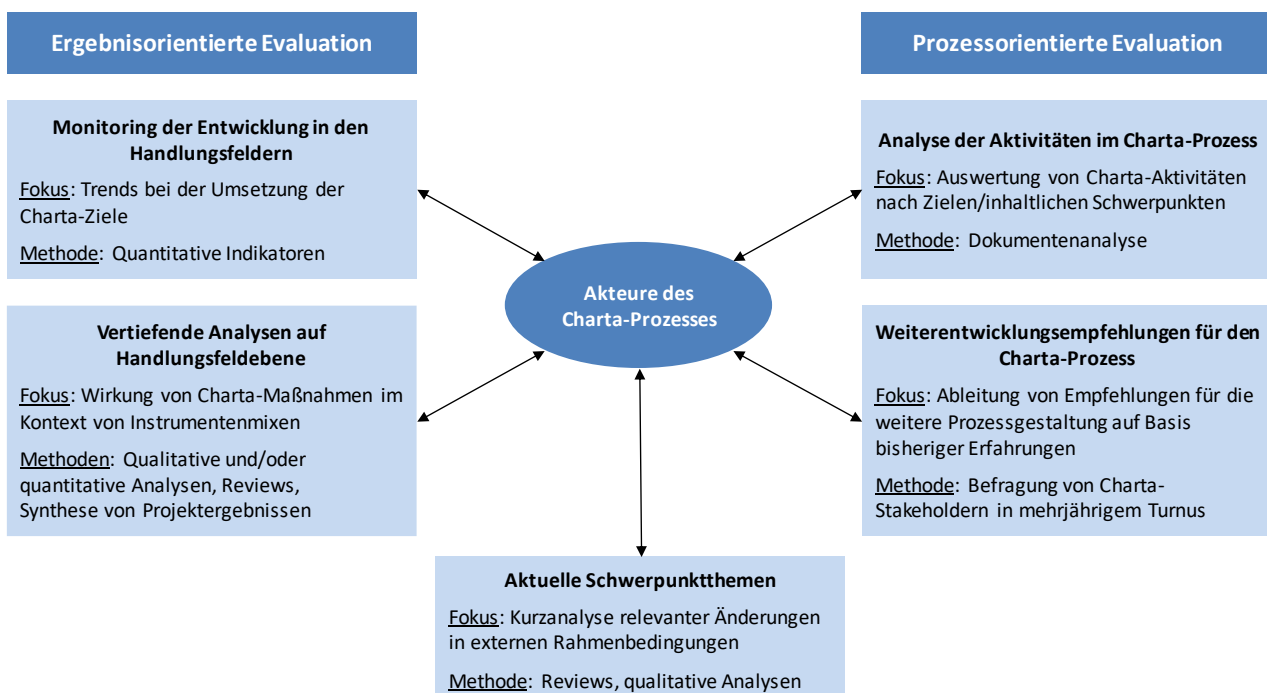 Ergebnisorientierte Evaluation
Prozessorientierte Evaluation
Monitoring der Entwicklung in den
Handlungsfeldern
Fokus: Trends bei der Umsetzung der
Charta-Ziele
Methode: Quantitative Indikatoren
Analyse der Aktivitäten im Charta-Prozess
Fokus: Auswertung von Charta-Aktivitäten
nach Zielen/inhaltlichen Schwerpunkten
Methode: Dokumentenanalyse
Akteure des
Charta-Prozesses
Vertiefende Analysen auf
Handlungsfeldebene
Fokus: Wirkung von Charta-Maßnahmen im
Kontext von Instrumentenmixen
Methoden: Qualitative und/oder
quantitative Analysen, Reviews,
Synthese von Projektergebnissen
Weiterentwicklungsempfehlungen für den
Charta-Prozess
Fokus: Ableitung von Empfehlungen für die
weitere Prozessgestaltung auf Basis
bisheriger Erfahrungen
Methode: Befragung von Charta-
Stakeholdern in mehrjährigem Turnus
Aktuelle Schwerpunktthemen
Fokus: Kurzanalyse relevanter Änderungen
in externen Rahmenbedingungen
Methode: Reviews, qualitative Analysen